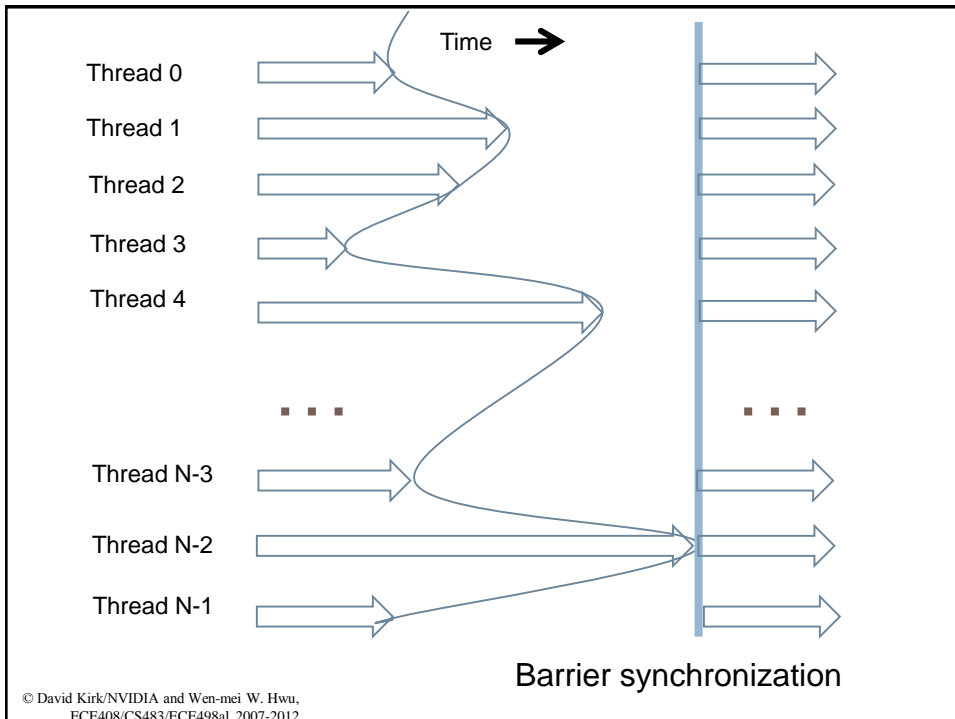 Time
Thread 0
Thread 1
Thread 2
Thread 3
Thread 4
. . .
. . .
Thread N-3
Thread N-2
Thread N-1
Barrier synchronization
© David Kirk/NVIDIA and Wen-mei W. Hwu,
ECE408/CS483/ECE498al, 2007-2012